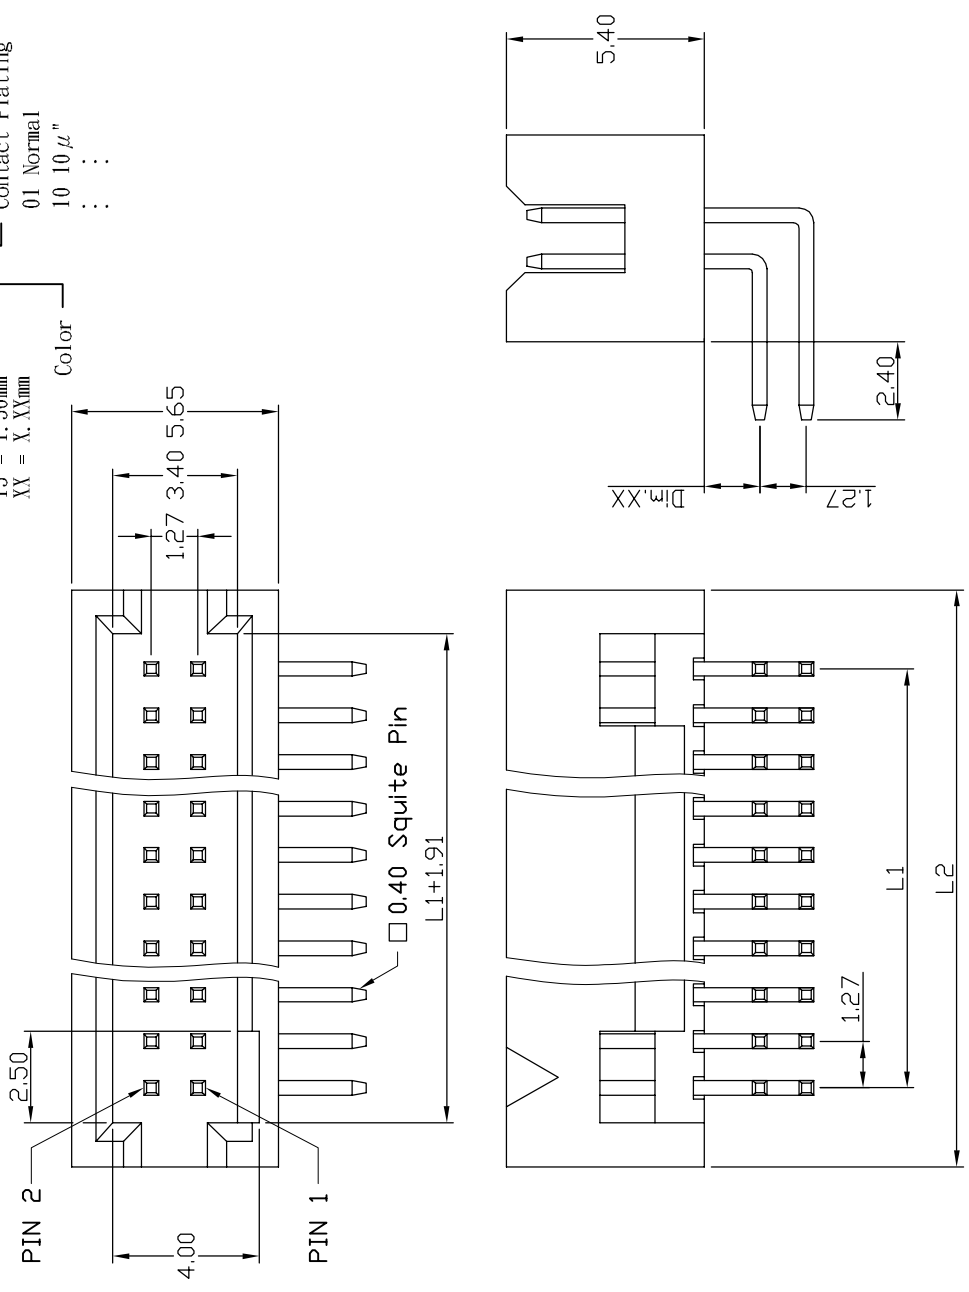 Contact Plating
01 Normal
10 10μ"
... ...
15 = 1.50mm
XX = X.XXmm
Color
5.40
2.40
Dim.XX
1.27
5.65
3.40
1.27
PIN 2
2.50
4.00
PIN 1
□ 0.40 Squite Pin
L1+1.91
1.27
L1
L2